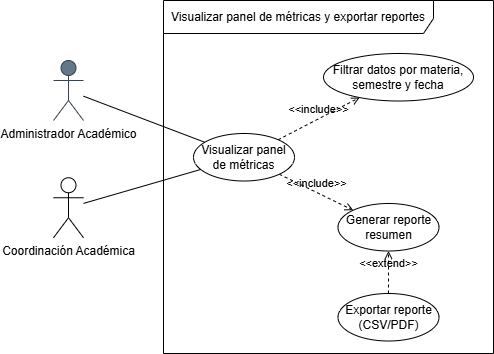 Visualizar panel de métricas y exportar reportes
Filtrar datos por materia,
semestre y fecha
<<include>>
Administrador Académico
Visualizar panel
de métricas
<<include>>
Coordinación Académica
Generar reporte
resumen
<<extend>>
Exportar reporte
(CSV/PDF)